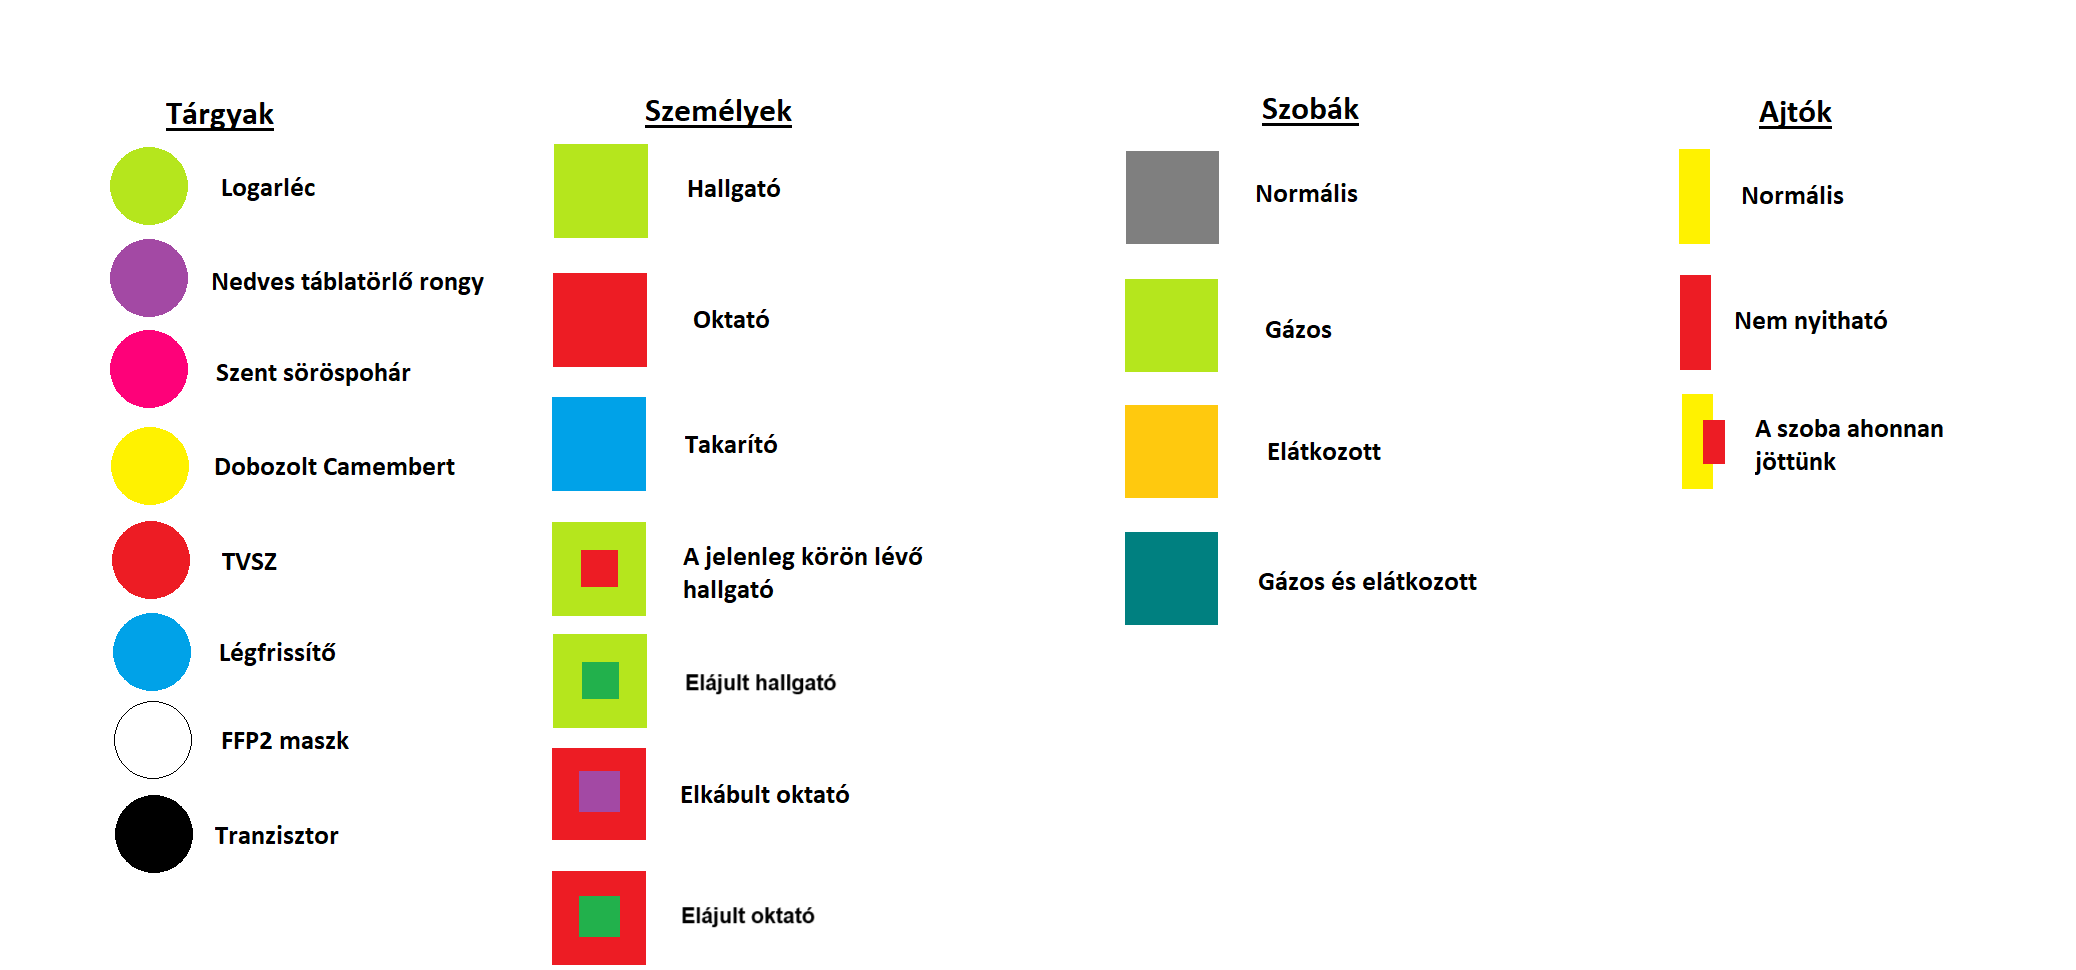 Tárgyak
Logarléc
Nedves táblatörlő rongy
Szent söröspohár
Dobozolt Camembert
TVSZ
Légfrissítő
FFP2 maszk
Tranzisztor
Személyek
Hallgató
Oktató
Takarító
A jelenleg körön lévő
hallgató
Elájult hallgató
Elkábult oktató
Elájult oktató
Szobák
Normális
Gázos
Elátkozott
Gázos és elátkozott
Ajtók
Normális
Nem nyitható
A szoba ahonnan
jöttünk